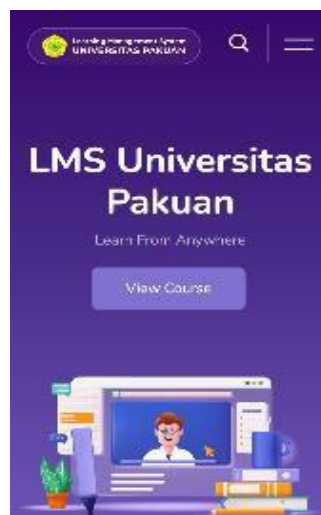 Learning Management System
UNIVERSITAS PAKUAN
LMS Universitas
Pakuan
Learn From Anywhere
View Course